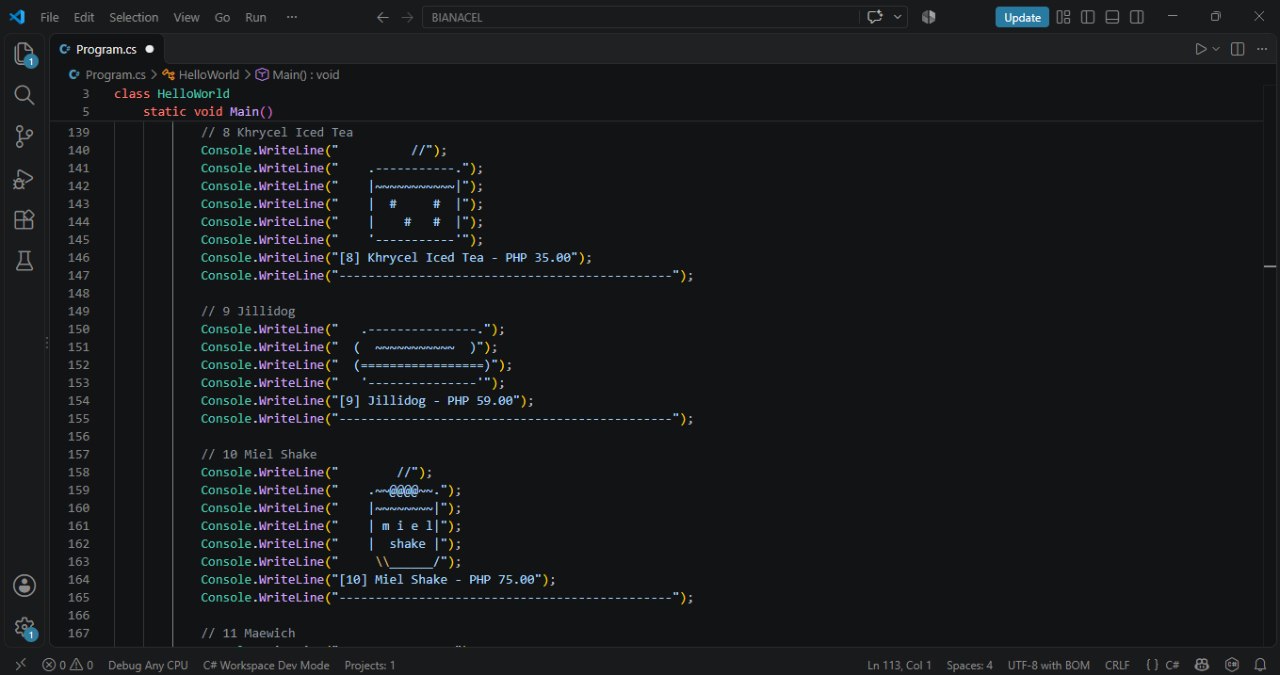 File Edit Selection View Go Run ··· BIANACEL Update
Program.cs
Program.cs > HelloWorld > Main() : void
3 class HelloWorld
5 static void Main()
139 // 8 Khrycel Iced Tea
140 Console.WriteLine("          //");
141 Console.WriteLine("    .-----------.");
142 Console.WriteLine("    |~~~~~~~~~~~|");
143 Console.WriteLine("    |  #     #  |");
144 Console.WriteLine("    |    #   #  |");
145 Console.WriteLine("    '-----------'");
146 Console.WriteLine("[8] Khrycel Iced Tea - PHP 35.00");
147 Console.WriteLine("----------------------------------------------");
148
149 // 9 Jillidog
150 Console.WriteLine("   .---------------.");
151 Console.WriteLine("  (  ~~~~~~~~~~~  )");
152 Console.WriteLine("  (=================)");
153 Console.WriteLine("   '---------------'");
154 Console.WriteLine("[9] Jillidog - PHP 59.00");
155 Console.WriteLine("----------------------------------------------");
156
157 // 10 Miel Shake
158 Console.WriteLine("        //");
159 Console.WriteLine("    .~~@@@@~~.");
160 Console.WriteLine("    |~~~~~~~~|");
161 Console.WriteLine("    | m i e l|");
162 Console.WriteLine("    |  shake |");
163 Console.WriteLine("     \\______/");
164 Console.WriteLine("[10] Miel Shake - PHP 75.00");
165 Console.WriteLine("----------------------------------------------");
166
167 // 11 Maewich
0 0 Debug Any CPU C# Workspace Dev Mode Projects: 1 Ln 113, Col 1 Spaces: 4 UTF-8 with BOM CRLF { } C#